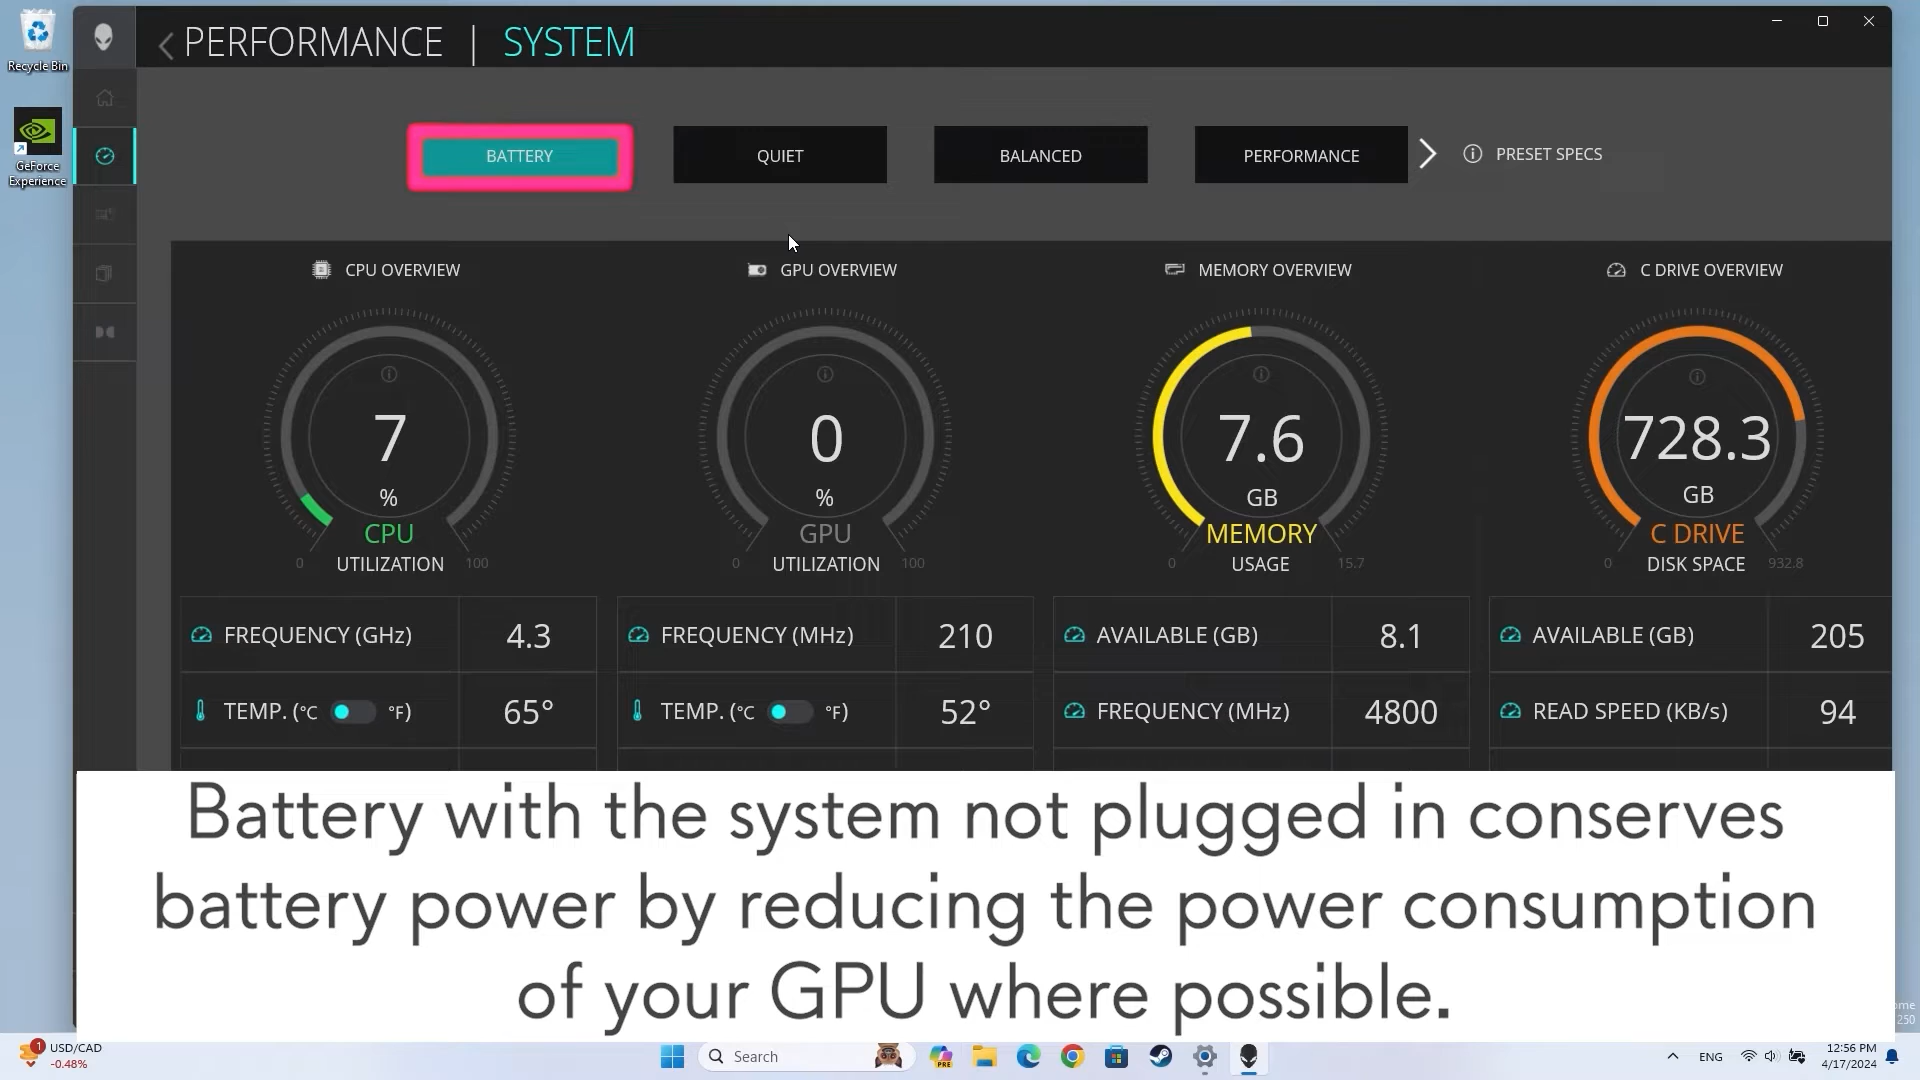 Recycle Bin
GeForce
Experience
PERFORMANCE | SYSTEM
BATTERY
QUIET
BALANCED
PERFORMANCE
PRESET SPECS
CPU OVERVIEW
7
%
CPU
0 UTILIZATION 100
FREQUENCY (GHz) 4.3
TEMP. (°C °F) 65°
GPU OVERVIEW
0
%
GPU
0 UTILIZATION 100
FREQUENCY (MHz) 210
TEMP. (°C °F) 52°
MEMORY OVERVIEW
7.6
GB
MEMORY
0 USAGE 15.7
AVAILABLE (GB) 8.1
FREQUENCY (MHz) 4800
C DRIVE OVERVIEW
728.3
GB
C DRIVE
0 DISK SPACE 932.8
AVAILABLE (GB) 205
READ SPEED (KB/s) 94
Battery with the system not plugged in conserves
battery power by reducing the power consumption
of your GPU where possible.
ome
250
1
USD/CAD
-0.48%
Search
PRE
ENG
12:56 PM
4/17/2024